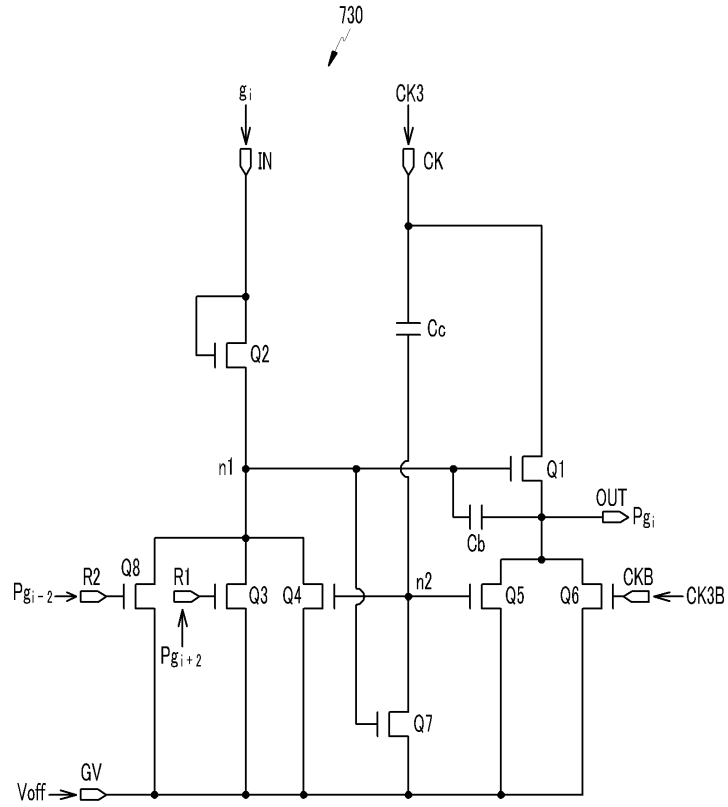 730
gᵢ
CK3
IN
CK
Cc
Q2
n1
Q1
OUT
Pgᵢ
Cb
R2
Q8
R1
Q3
Q4
n2
Q5
Q6
CKB
Pgᵢ₋₂
CK3B
Pgᵢ₊₂
Q7
GV
Voff